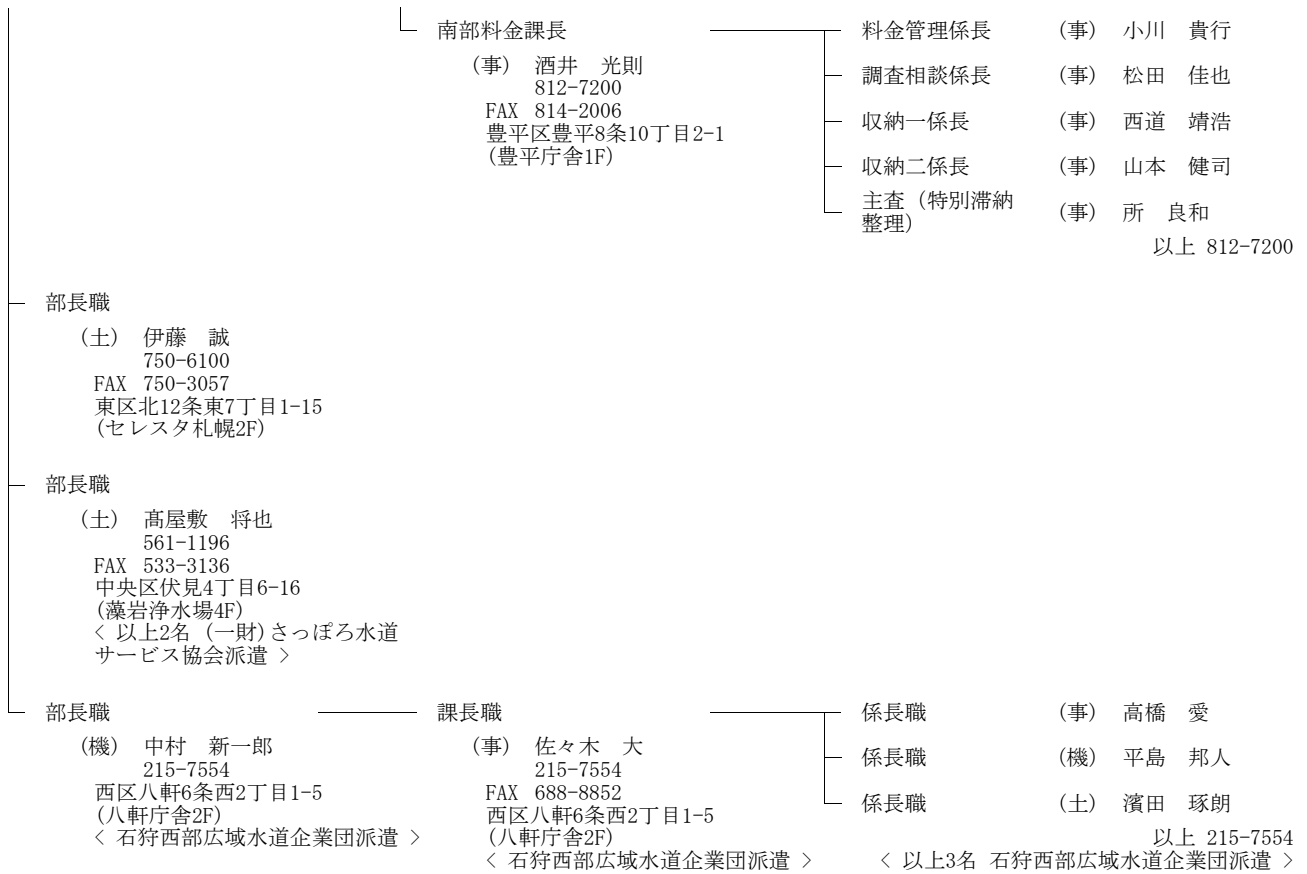 南部料金課長
（事） 酒井　光則
812-7200
FAX 814-2006
豊平区豊平8条10丁目2-1
(豊平庁舎1F)
料金管理係長 （事） 小川　貴行
調査相談係長 （事） 松田　佳也
収納一係長 （事） 西道　靖浩
収納二係長 （事） 山本　健司
主査（特別滞納
整理） （事） 所　良和
以上 812-7200
部長職
（土） 伊藤　誠
750-6100
FAX 750-3057
東区北12条東7丁目1-15
(セレスタ札幌2F)
部長職
（土） 髙屋敷　将也
561-1196
FAX 533-3136
中央区伏見4丁目6-16
(藻岩浄水場4F)
< 以上2名 (一財)さっぽろ水道
サービス協会派遣 >
部長職
（機） 中村　新一郎
215-7554
西区八軒6条西2丁目1-5
(八軒庁舎2F)
< 石狩西部広域水道企業団派遣 >
課長職
（事） 佐々木　大
215-7554
FAX 688-8852
西区八軒6条西2丁目1-5
(八軒庁舎2F)
< 石狩西部広域水道企業団派遣 >
係長職 （事） 高橋　愛
係長職 （機） 平島　邦人
係長職 （土） 濱田　琢朗
以上 215-7554
< 以上3名 石狩西部広域水道企業団派遣 >